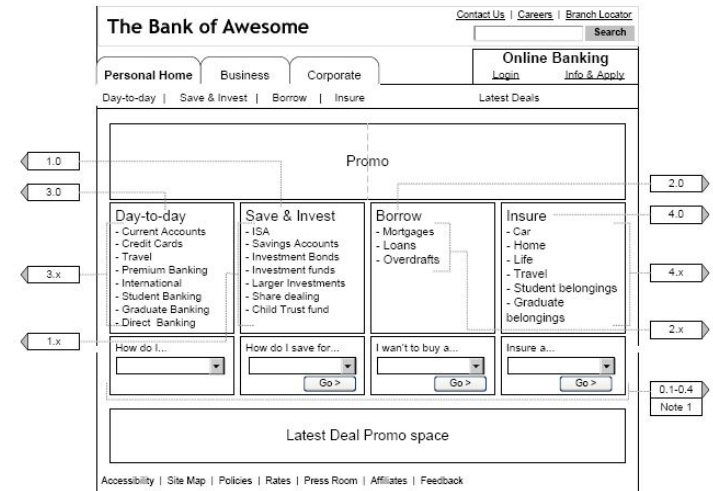 The Bank of Awesome
Contact Us | Careers | Branch Locator
Search
Online Banking
Login Info & Apply
Personal Home Business Corporate
Day-to-day | Save & Invest | Borrow | Insure Latest Deals
Promo
1.0
3.0
3.x
1.x
2.0
4.0
4.x
2.x
0.1-0.4
Note 1
Day-to-day
- Current Accounts
- Credit Cards
- Travel
- Premium Banking
- International
- Student Banking
- Graduate Banking
- Direct Banking
Save & Invest
- ISA
- Savings Accounts
- Investment Bonds
- Investment funds
- Larger Investments
- Share dealing
- Child Trust fund
Borrow
- Mortgages
- Loans
- Overdrafts
Insure
- Car
- Home
- Life
- Travel
- Student belongings
- Graduate
belongings
How do I...
How do I save for...
Go >
I wan't to buy a...
Go >
Insure a...
Go >
Latest Deal Promo space
Accessibility | Site Map | Policies | Rates | Press Room | Affiliates | Feedback